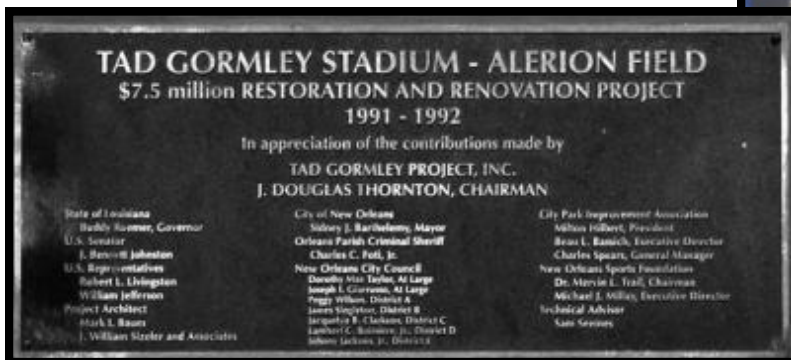 TAD GORMLEY STADIUM - ALERION FIELD
$7.5 million RESTORATION AND RENOVATION PROJECT
1991 - 1992
In appreciation of the contributions made by
TAD GORMLEY PROJECT, INC.
J. DOUGLAS THORNTON, CHAIRMAN
State of Louisiana
Buddy Roemer, Governor
U.S. Senator
J. Bennett Johnston
U.S. Representatives
Robert L. Livingston
William Jefferson
Project Architect
Mark L. Baum
J. William Sizeler and Associates
City of New Orleans
Sidney J. Barthelemy, Mayor
Orleans Parish Criminal Sheriff
Charles C. Foti, Jr.
New Orleans City Council
Dorothy Mae Taylor, At Large
Joseph I. Giarrusso, At Large
Peggy Wilson, District A
James Singleton, District B
Jacquelyn B. Clarkson, District C
Lambert C. Boissiere, Jr., District D
Johnny Jackson, Jr., District E
City Park Improvement Association
Milton Hilbert, President
Beau L. Bassich, Executive Director
Charles Spears, General Manager
New Orleans Sports Foundation
Dr. Mervin L. Trail, Chairman
Michael J. Millay, Executive Director
Technical Advisor
Sam